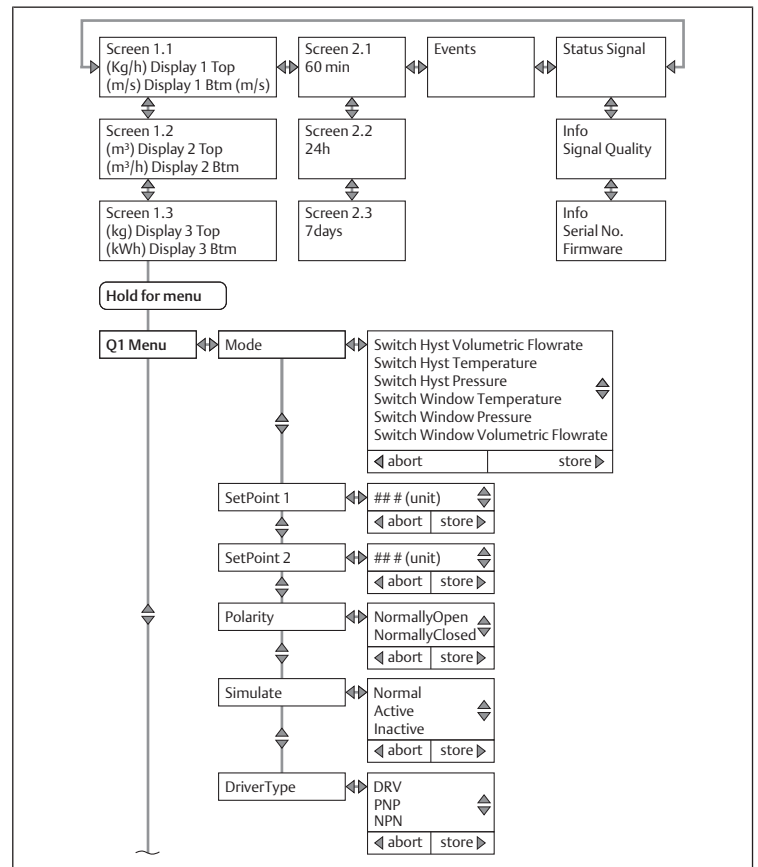 Screen 1.1
(Kg/h) Display 1 Top
(m/s) Display 1 Btm (m/s)
Screen 2.1
60 min
Events
Status Signal
Screen 1.2
(m³) Display 2 Top
(m³/h) Display 2 Btm
Screen 2.2
24h
Info
Signal Quality
Screen 1.3
(kg) Display 3 Top
(kWh) Display 3 Btm
Screen 2.3
7days
Info
Serial No.
Firmware
Hold for menu
Q1 Menu
Mode
Switch Hyst Volumetric Flowrate
Switch Hyst Temperature
Switch Hyst Pressure
Switch Window Temperature
Switch Window Pressure
Switch Window Volumetric Flowrate
abort
store
SetPoint 1
## # (unit)
abort
store
SetPoint 2
## # (unit)
abort
store
Polarity
NormallyOpen
NormallyClosed
abort
store
Simulate
Normal
Active
Inactive
abort
store
DriverType
DRV
PNP
NPN
abort
store